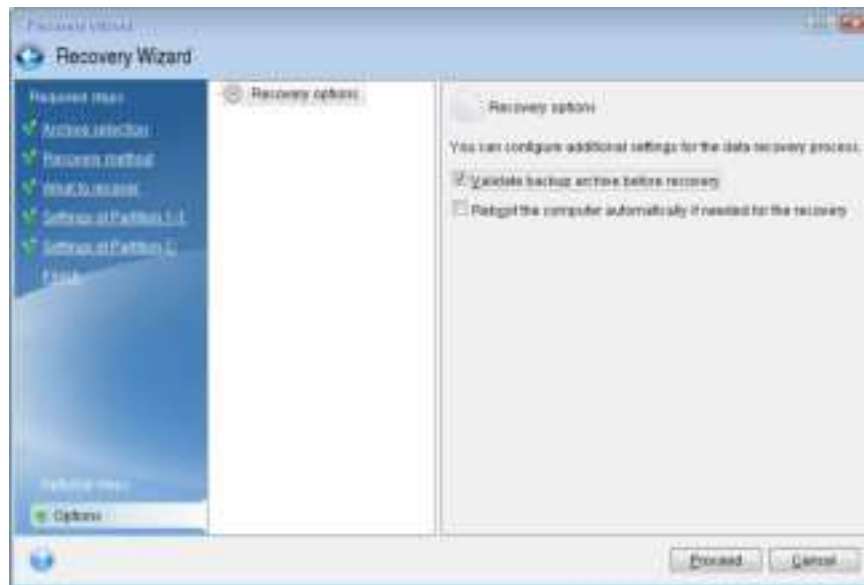 Recovery Wizard
Recovery Wizard
Required steps:
Archive selection
Recovery method
What to recover
Settings of Partition 1-1
Settings of Partition C
Finish
Optional steps:
Options
Recovery options
Recovery options
You can configure additional settings for the data recovery process.
Validate backup archive before recovery
Reboot the computer automatically if needed for the recovery
Proceed
Cancel